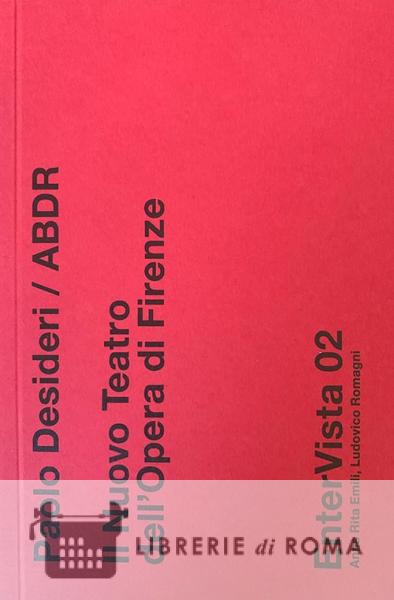 Paolo Desideri / ABDR
Il Nuovo Teatro
dell'Opera di Firenze
EnterVista 02
Rita Emili, Ludovico Romagni
LIBRERIE di ROMA